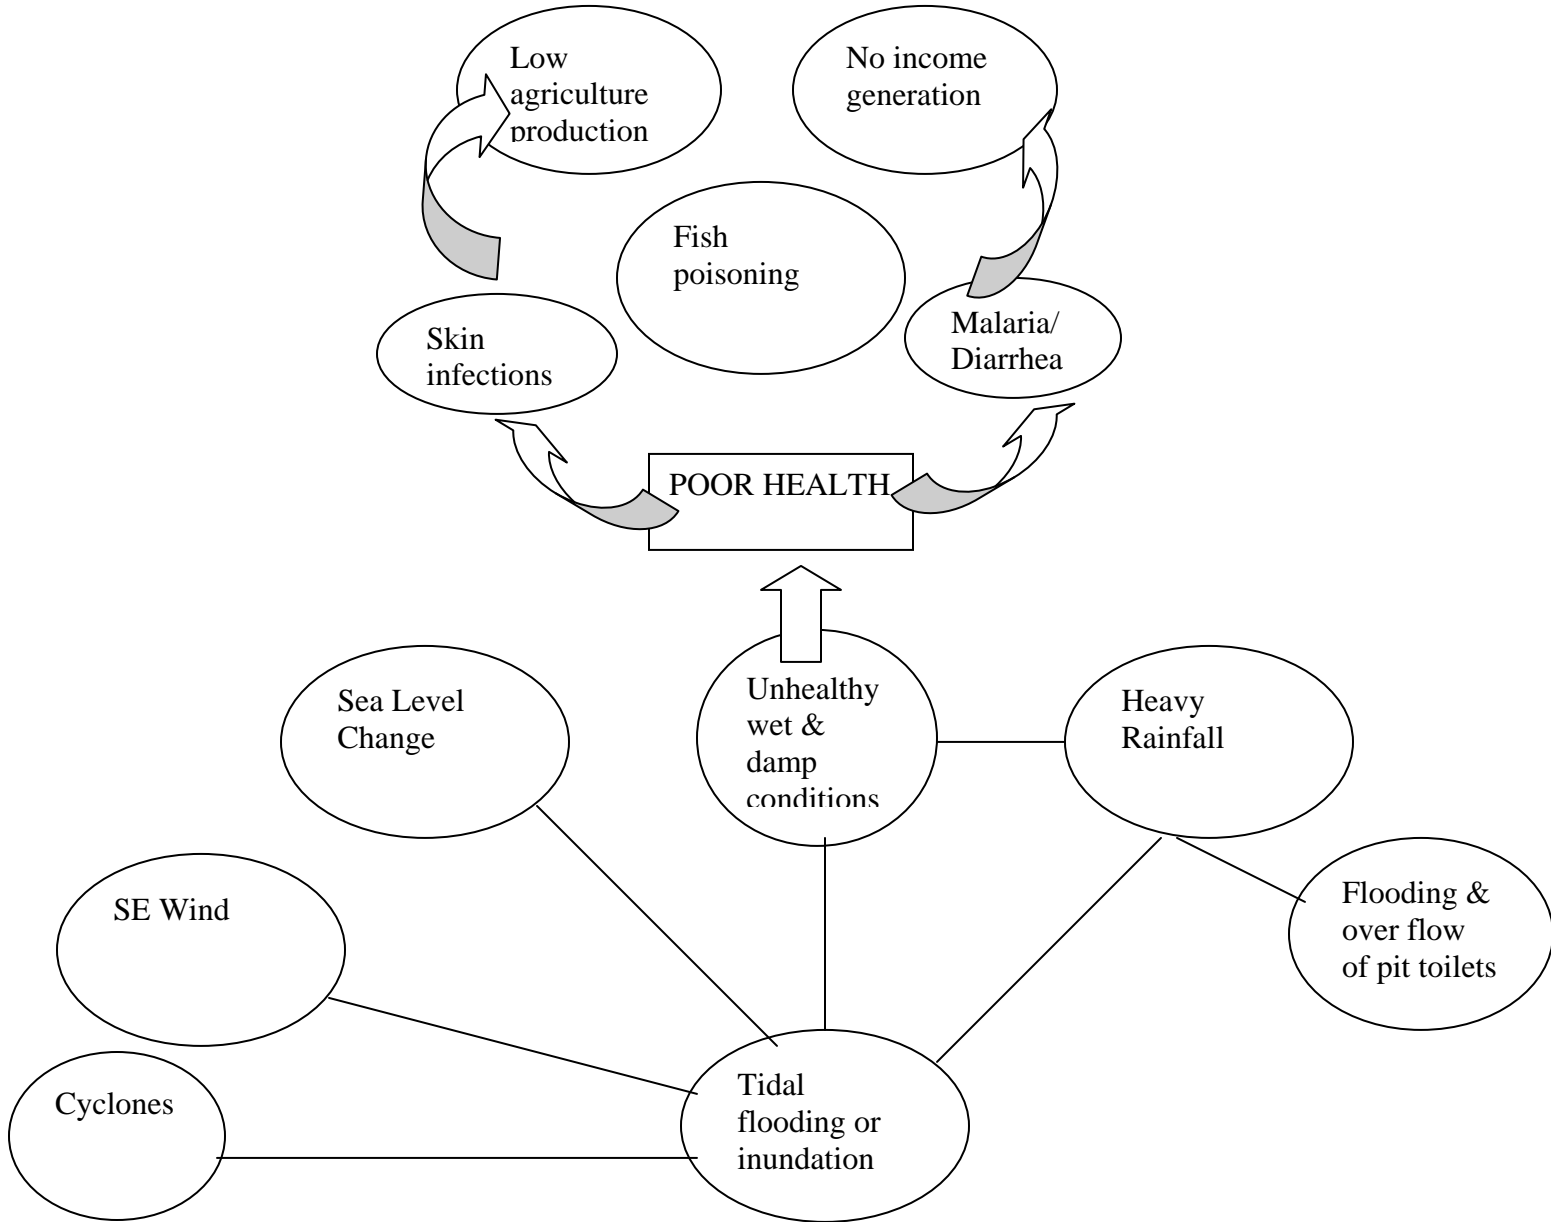 Low
agriculture
production
No income
generation
Fish
poisoning
Skin
infections
Malaria/
Diarrhea
POOR HEALTH
Sea Level
Change
Unhealthy
wet &
damp
conditions
Heavy
Rainfall
SE Wind
Flooding &
over flow
of pit toilets
Cyclones
Tidal
flooding or
inundation